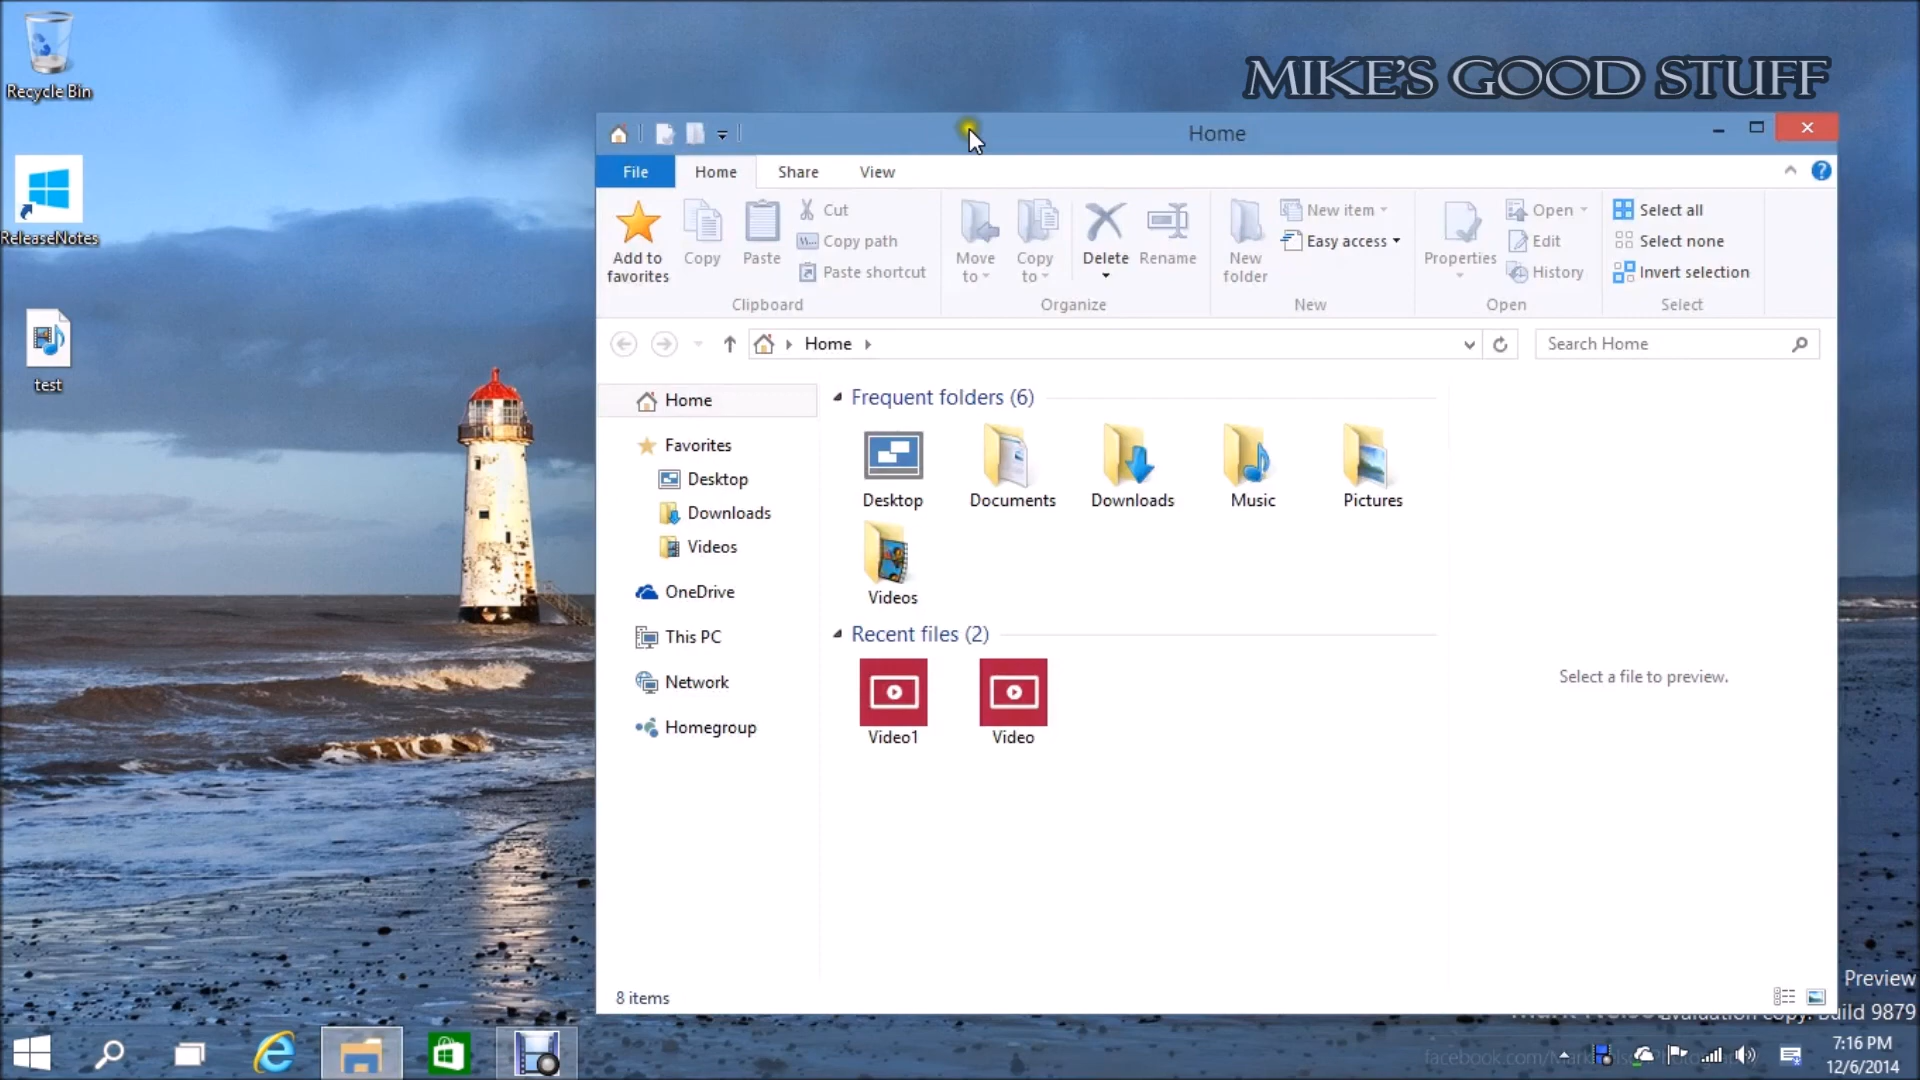 MIKE'S GOOD STUFF
Recycle Bin
ReleaseNotes
test
Home
File
Home
Share
View
Add to
favorites
Copy
Paste
Cut
Copy path
Paste shortcut
Clipboard
Move
to
Copy
to
Delete
Rename
Organize
New
folder
New item
Easy access
New
Properties
Open
Edit
History
Open
Select all
Select none
Invert selection
Select
Home
Search Home
Home
Favorites
Desktop
Downloads
Videos
OneDrive
This PC
Network
Homegroup
Frequent folders (6)
Desktop
Documents
Downloads
Music
Pictures
Videos
Recent files (2)
Video1
Video
Select a file to preview.
8 items
Preview
Evaluation copy. Build 9879
7:16 PM
12/6/2014